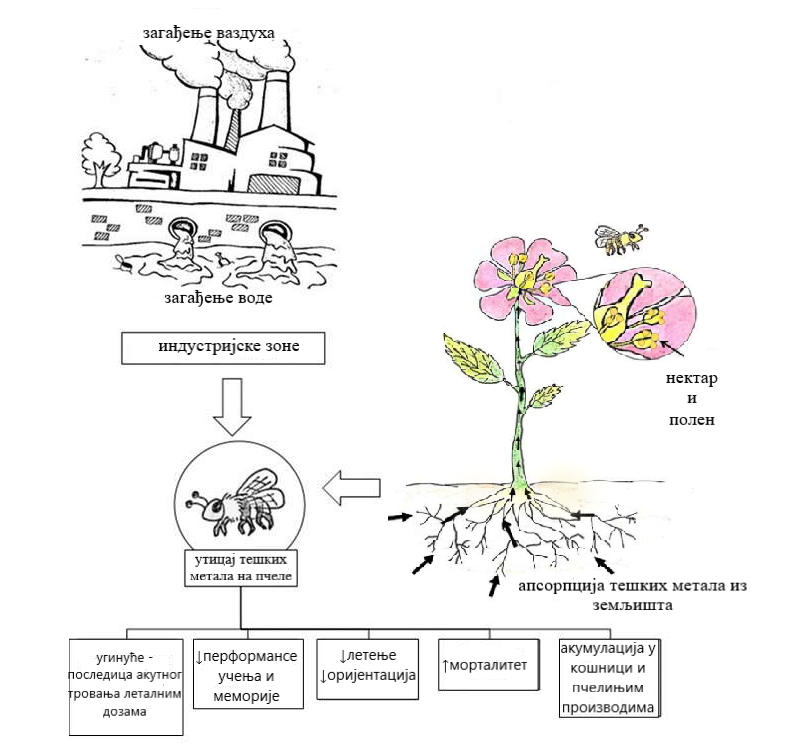 загађење ваздуха
загађење воде
индустријске зоне
нектар
и
полен
утицај тешких
метала на пчеле
апсорпција тешких метала из
земљишта
угинуће -
последица акутног
тровања леталним
дозама
↓перформансе
учења и
меморије
↓летење
↓оријентација
↑морталитет
акумулација у
кошници и
пчелињим
производима